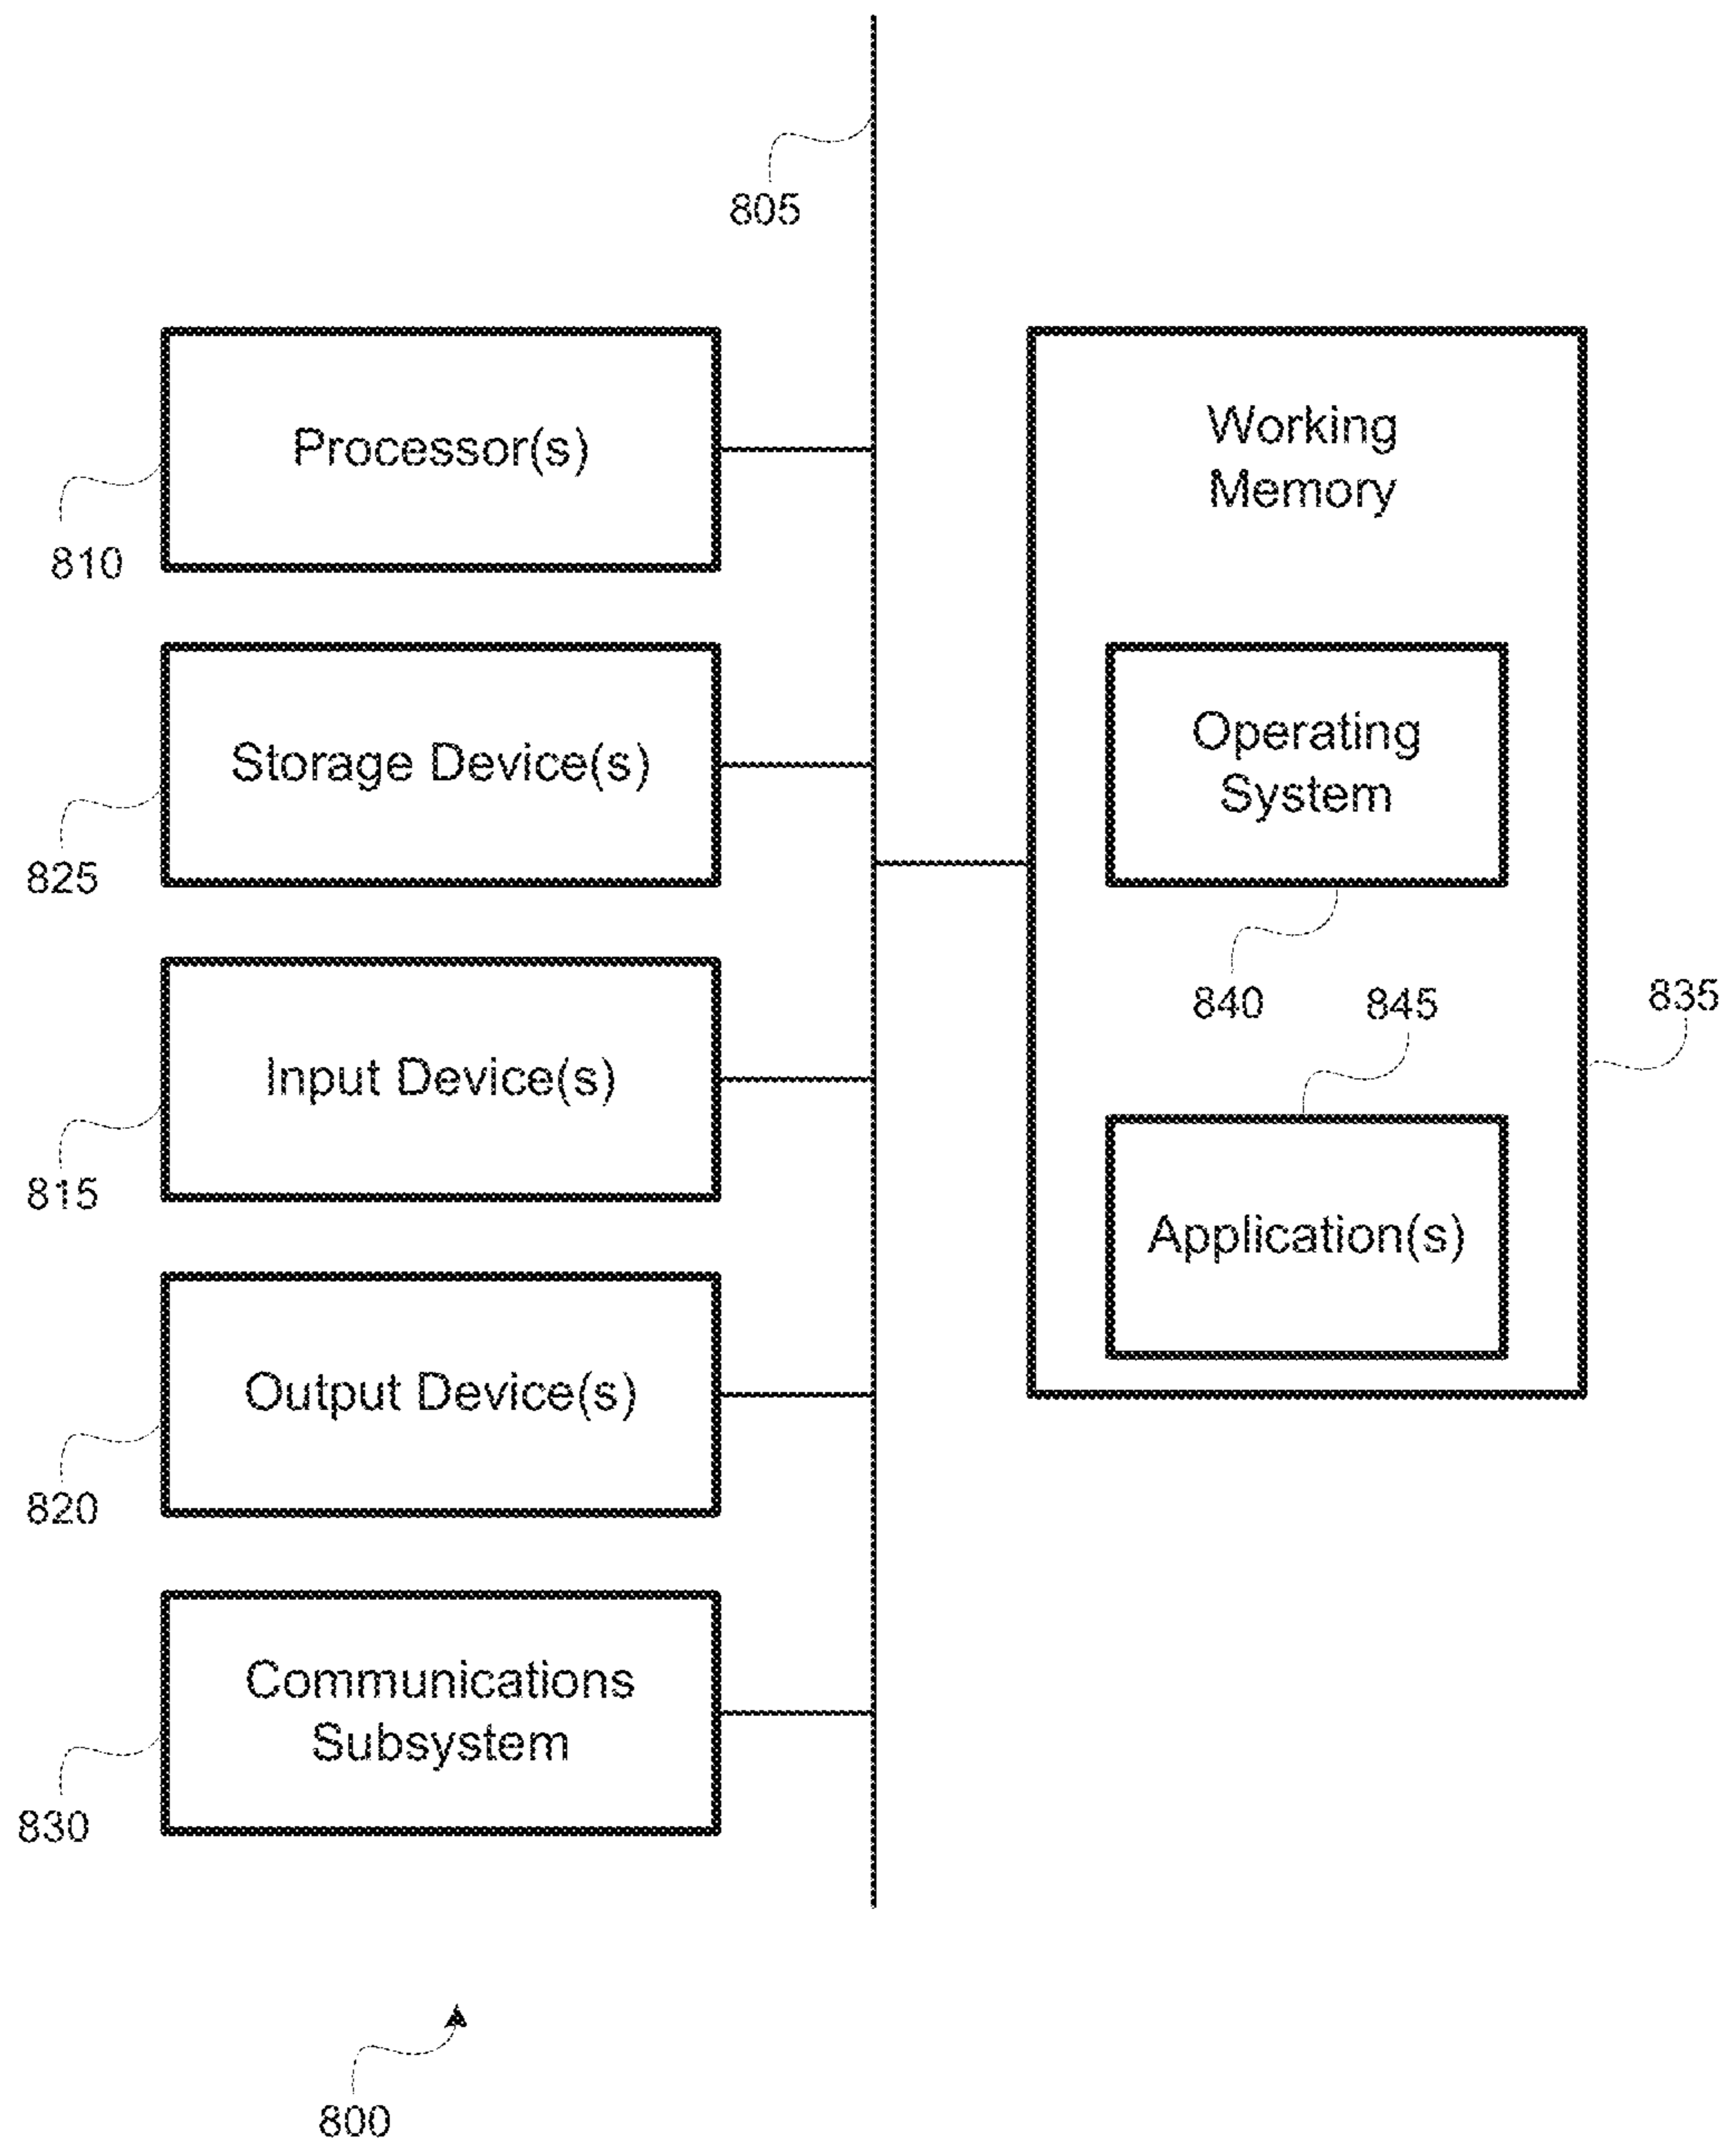 805
Processor(s)
810
Storage Device(s)
825
Input Device(s)
815
Output Device(s)
820
Communications
Subsystem
830
Working
Memory
Operating
System
840
845
835
Application(s)
800